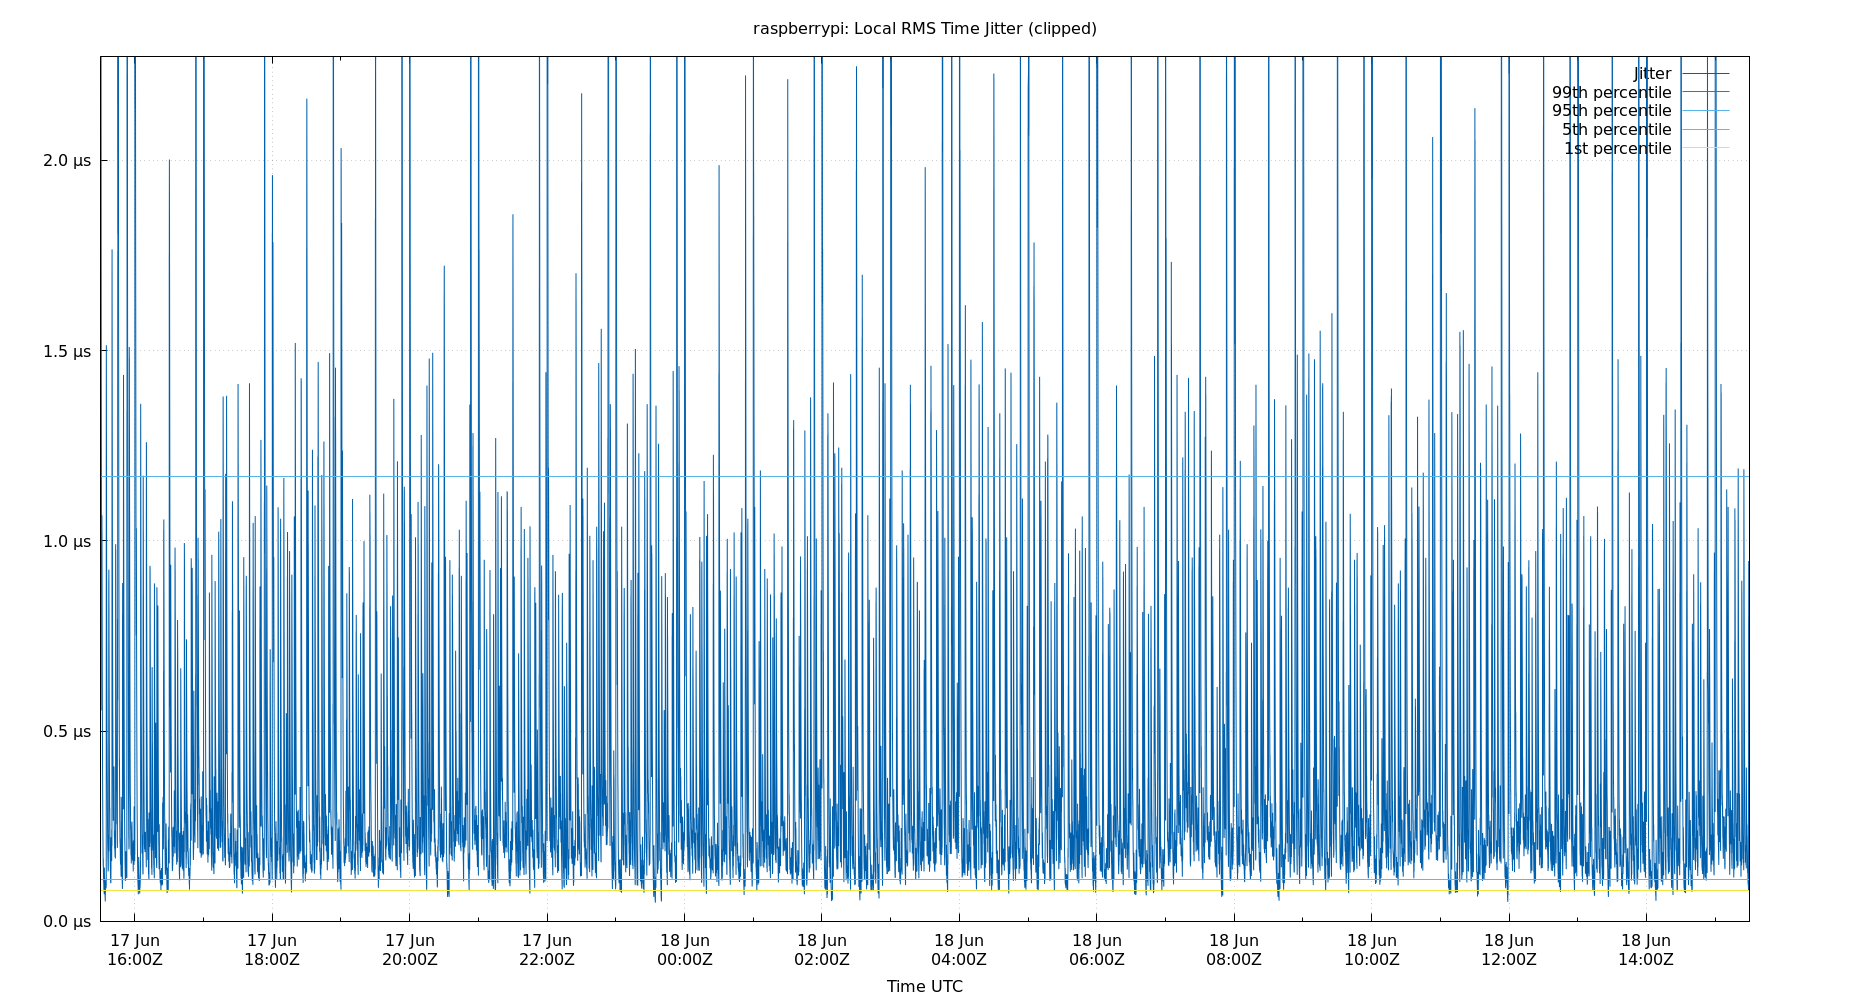 raspberrypi: Local RMS Time Jitter (clipped)
Jitter
99th percentile
95th percentile
5th percentile
1st percentile
2.0 µs
1.5 µs
1.0 µs
0.5 µs
0.0 µs
17 Jun 17 Jun 17 Jun 17 Jun 18 Jun 18 Jun 18 Jun 18 Jun 18 Jun 18 Jun 18 Jun 18 Jun
16:00Z 18:00Z 20:00Z 22:00Z 00:00Z 02:00Z 04:00Z 06:00Z 08:00Z 10:00Z 12:00Z 14:00Z
Time UTC